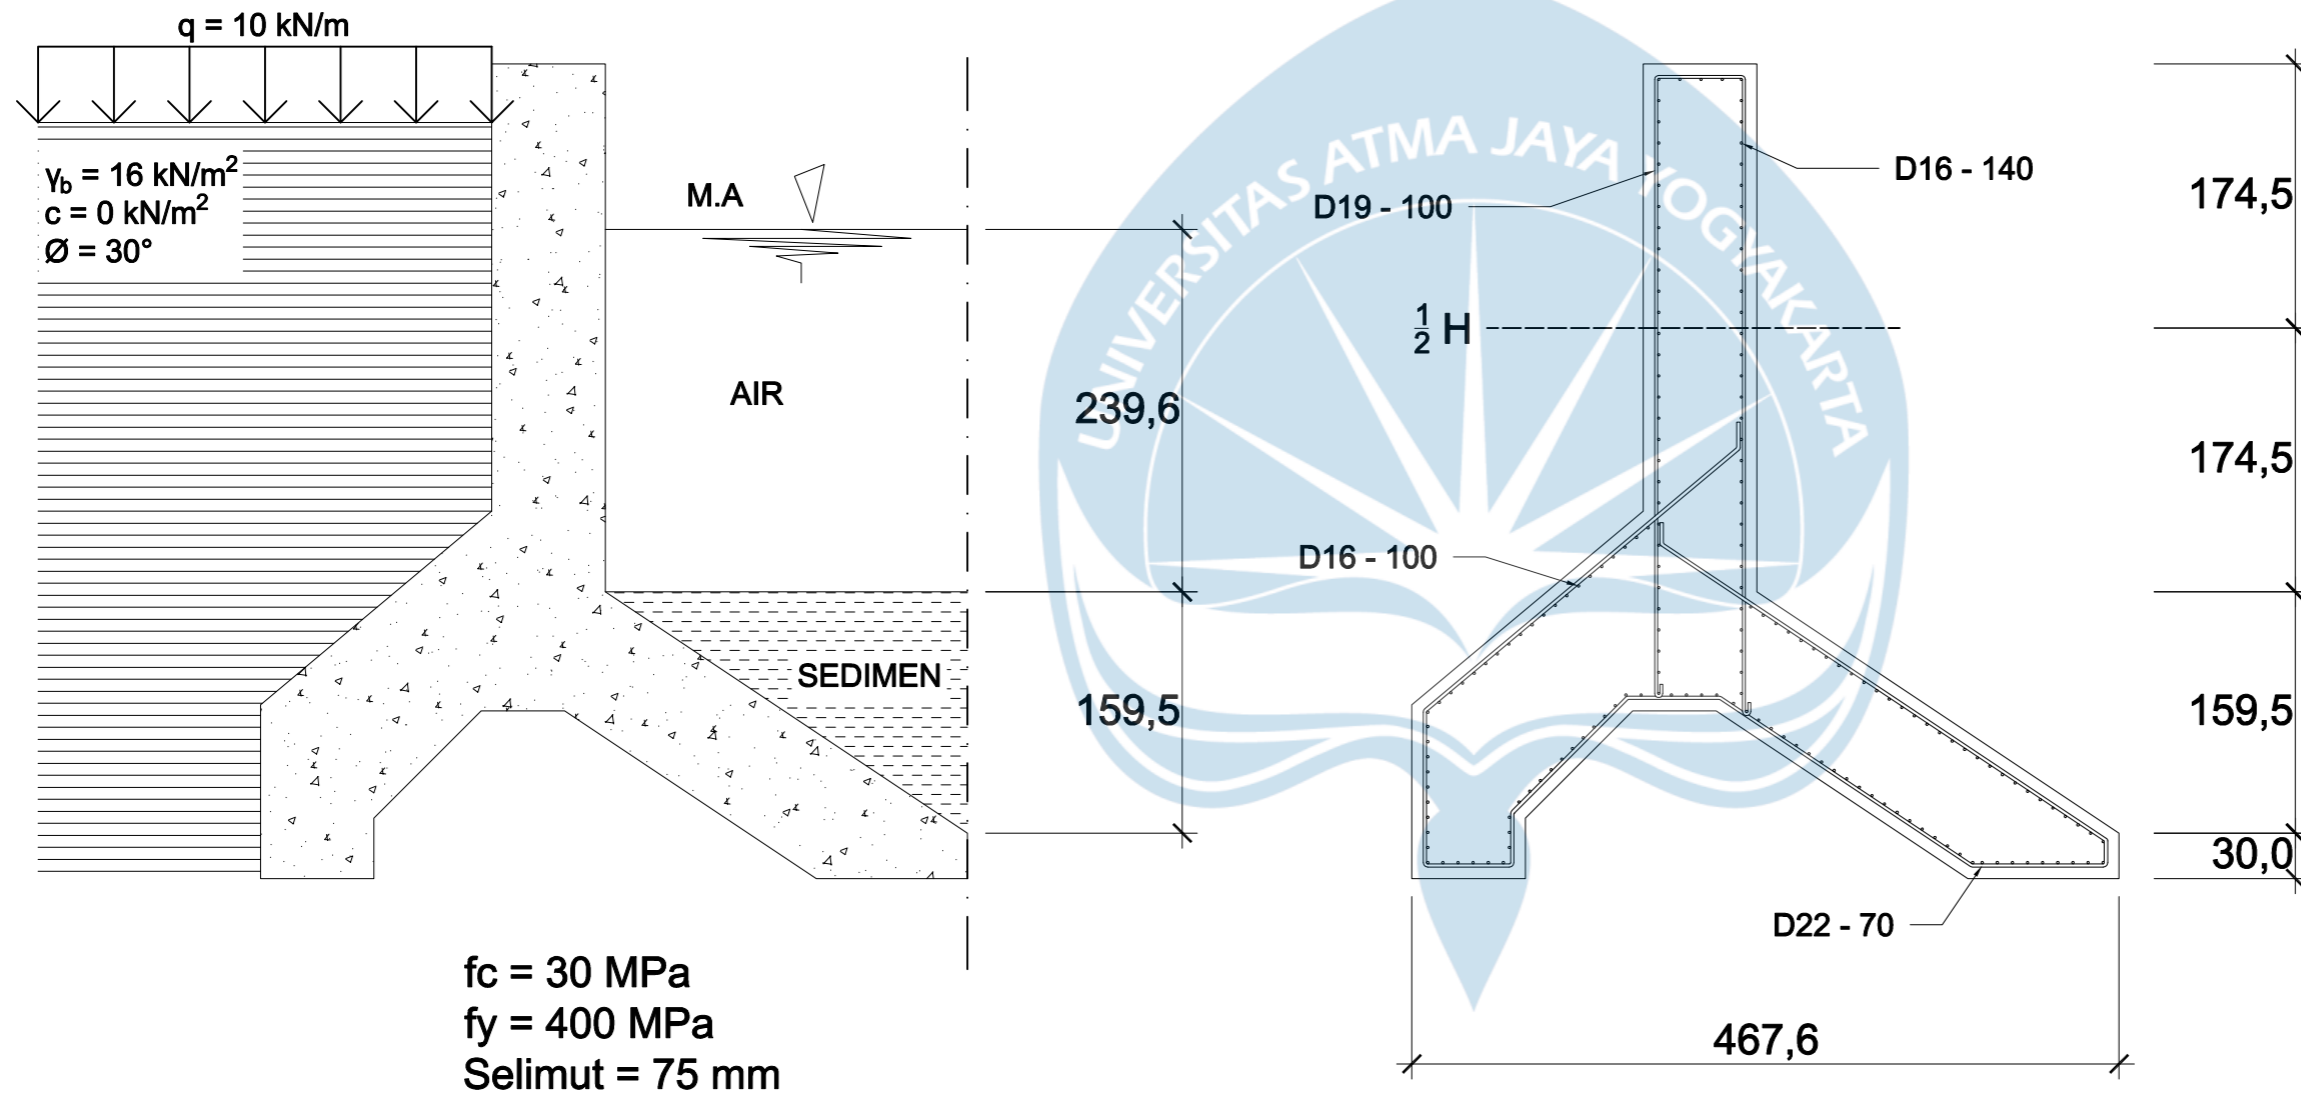 q = 10 kN/m
γb = 16 kN/m²
c = 0 kN/m²
Ø = 30°
M.A
AIR
SEDIMEN
239,6
159,5
fc = 30 MPa
fy = 400 MPa
Selimut = 75 mm
UNIVERSITAS ATMA JAYA YOGYAKARTA
D19 - 100
D16 - 140
1/2 H
D16 - 100
D22 - 70
174,5
174,5
159,5
30,0
467,6